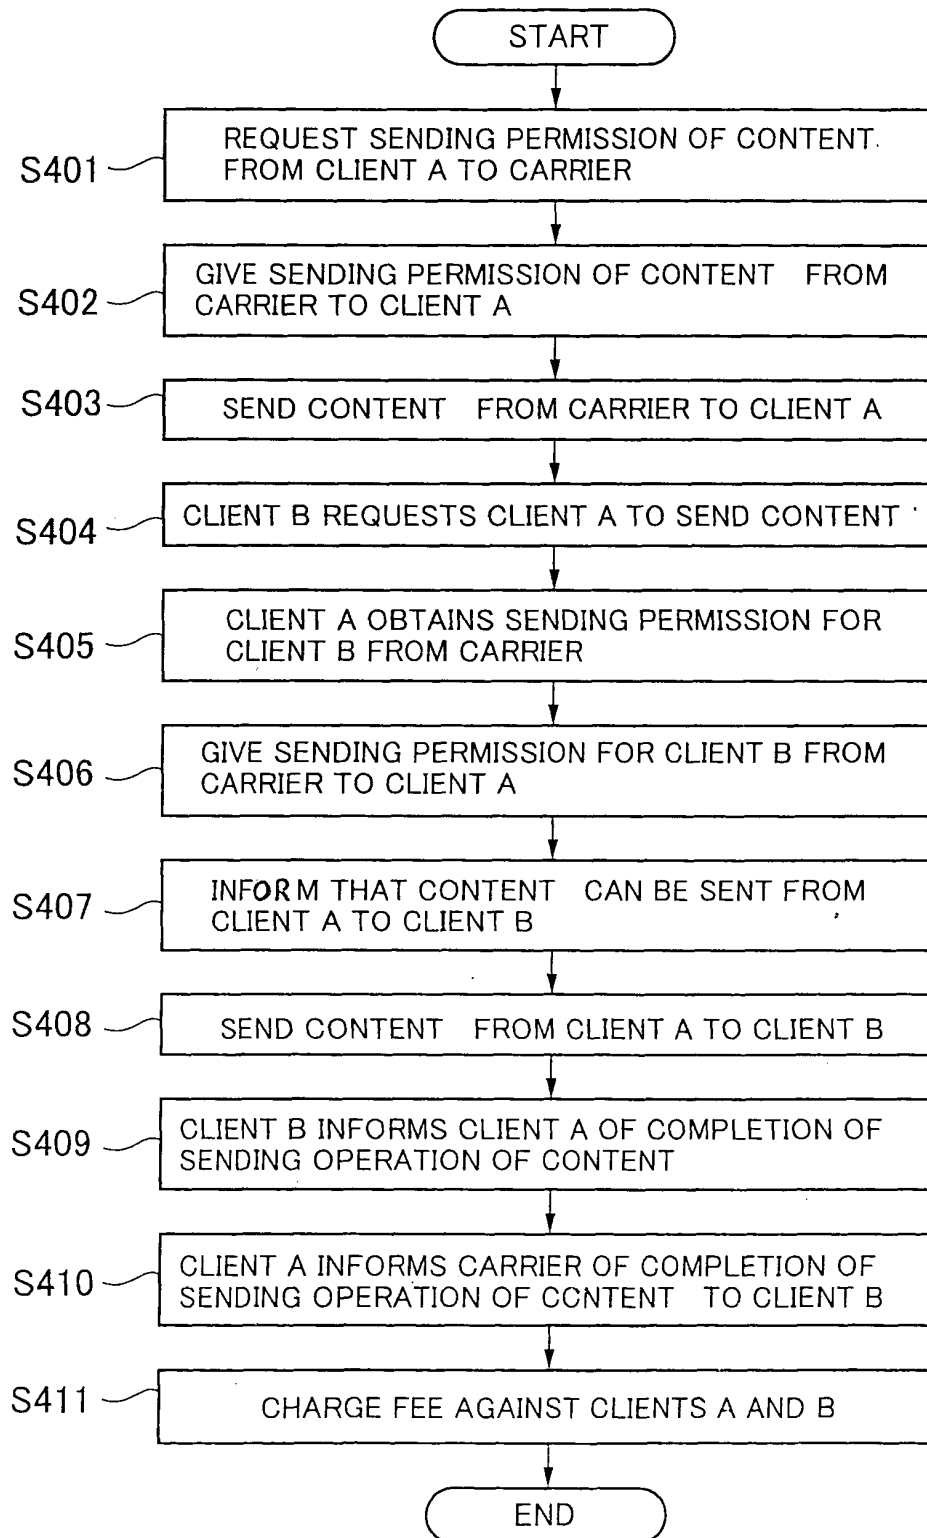 START
S401
REQUEST SENDING PERMISSION OF CONTENT
FROM CLIENT A TO CARRIER
S402
GIVE SENDING PERMISSION OF CONTENT FROM
CARRIER TO CLIENT A
S403
SEND CONTENT FROM CARRIER TO CLIENT A
S404
CLIENT B REQUESTS CLIENT A TO SEND CONTENT
S405
CLIENT A OBTAINS SENDING PERMISSION FOR
CLIENT B FROM CARRIER
S406
GIVE SENDING PERMISSION FOR CLIENT B FROM
CARRIER TO CLIENT A
S407
INFORM THAT CONTENT CAN BE SENT FROM
CLIENT A TO CLIENT B
S408
SEND CONTENT FROM CLIENT A TO CLIENT B
S409
CLIENT B INFORMS CLIENT A OF COMPLETION OF
SENDING OPERATION OF CONTENT
S410
CLIENT A INFORMS CARRIER OF COMPLETION OF
SENDING OPERATION OF CONTENT TO CLIENT B
S411
CHARGE FEE AGAINST CLIENTS A AND B
END